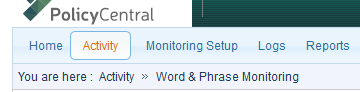 PolicyCentral
Home Activity Monitoring Setup Logs Reports
You are here : Activity » Word & Phrase Monitoring